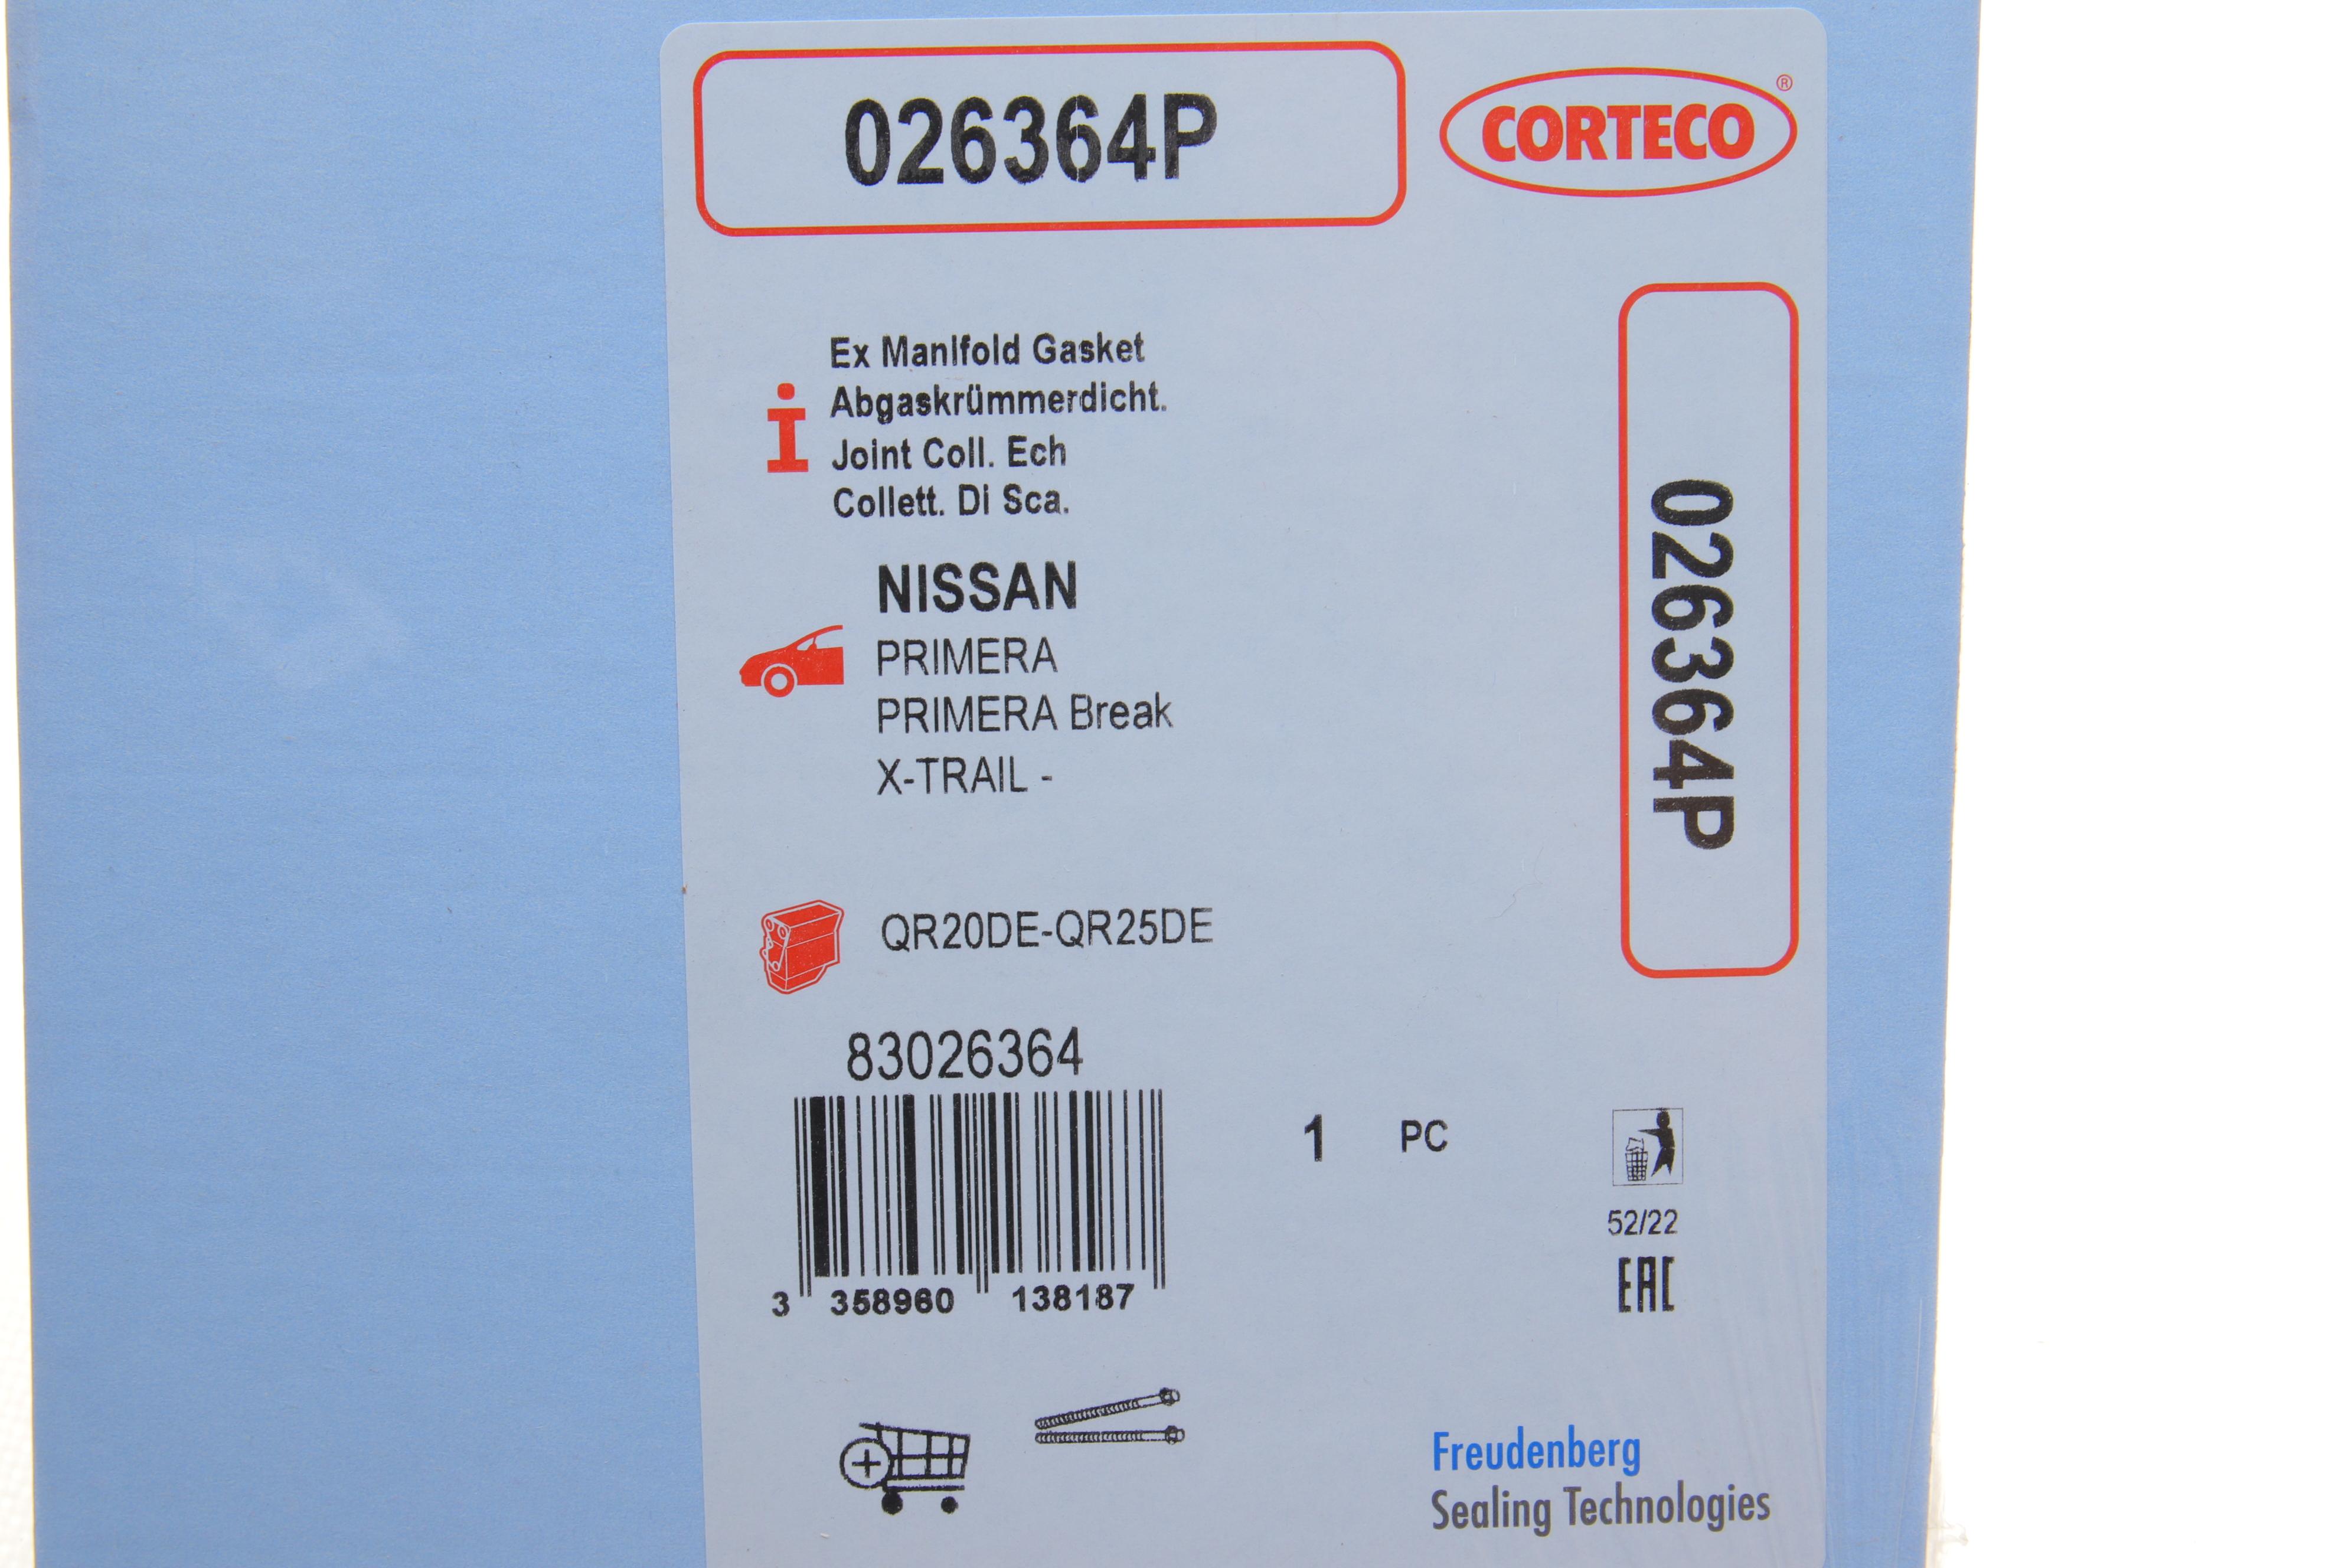 026364P
CORTECO®
Ex Manifold Gasket
Abgaskrümmerdicht.
Joint Coll. Ech
Collett. Di Sca.
NISSAN
PRIMERA
PRIMERA Break
X-TRAIL -
026364P
QR20DE-QR25DE
83026364
3 358960 138187
1 PC
52/22
EAC
Freudenberg
Sealing Technologies